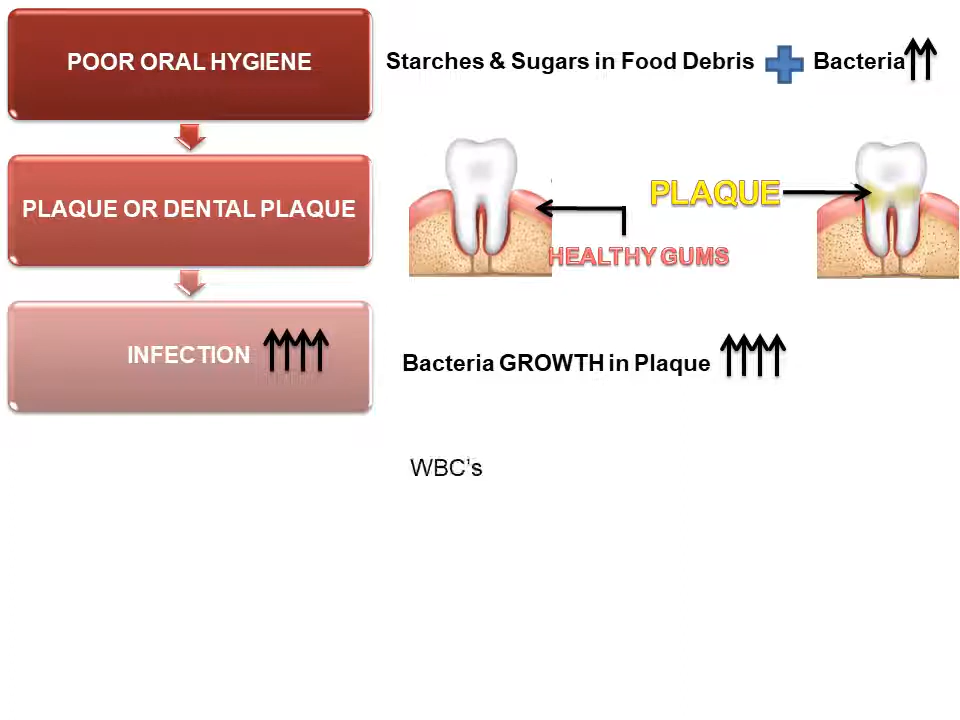 POOR ORAL HYGIENE
Starches & Sugars in Food Debris
Bacteria
PLAQUE OR DENTAL PLAQUE
PLAQUE
HEALTHY GUMS
INFECTION
Bacteria GROWTH in Plaque
WBC's